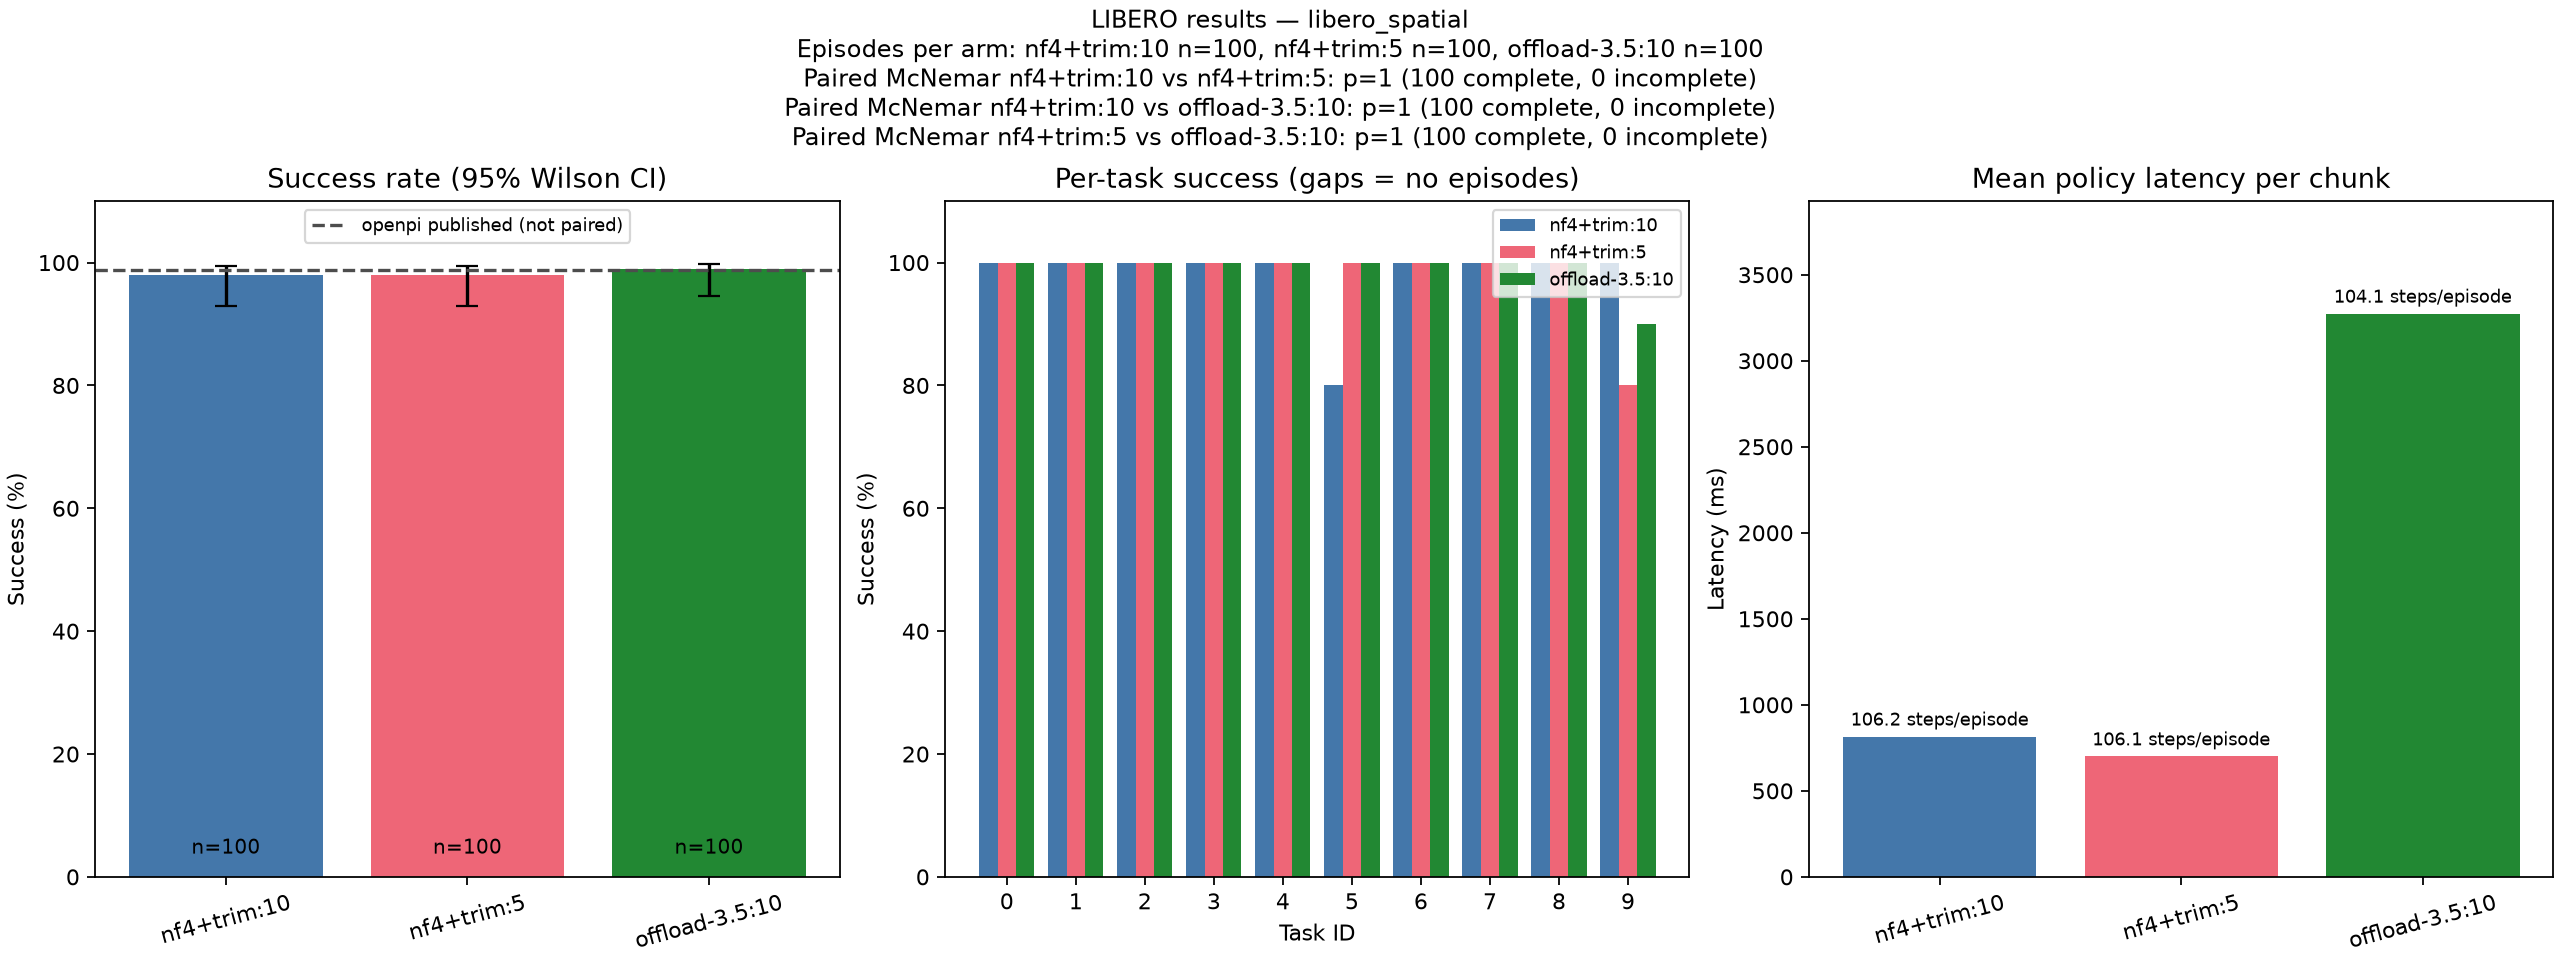 LIBERO results — libero_spatial
Episodes per arm: nf4+trim:10 n=100, nf4+trim:5 n=100, offload-3.5:10 n=100
Paired McNemar nf4+trim:10 vs nf4+trim:5: p=1 (100 complete, 0 incomplete)
Paired McNemar nf4+trim:10 vs offload-3.5:10: p=1 (100 complete, 0 incomplete)
Paired McNemar nf4+trim:5 vs offload-3.5:10: p=1 (100 complete, 0 incomplete)
Success rate (95% Wilson CI)
openpi published (not paired)
Success (%)
100
80
60
40
20
0
n=100
n=100
n=100
nf4+trim:10
nf4+trim:5
offload-3.5:10
Per-task success (gaps = no episodes)
nf4+trim:10
nf4+trim:5
offload-3.5:10
Success (%)
100
80
60
40
20
0
0
1
2
3
4
5
6
7
8
9
Task ID
Mean policy latency per chunk
Latency (ms)
3500
3000
2500
2000
1500
1000
500
0
106.2 steps/episode
106.1 steps/episode
104.1 steps/episode
nf4+trim:10
nf4+trim:5
offload-3.5:10